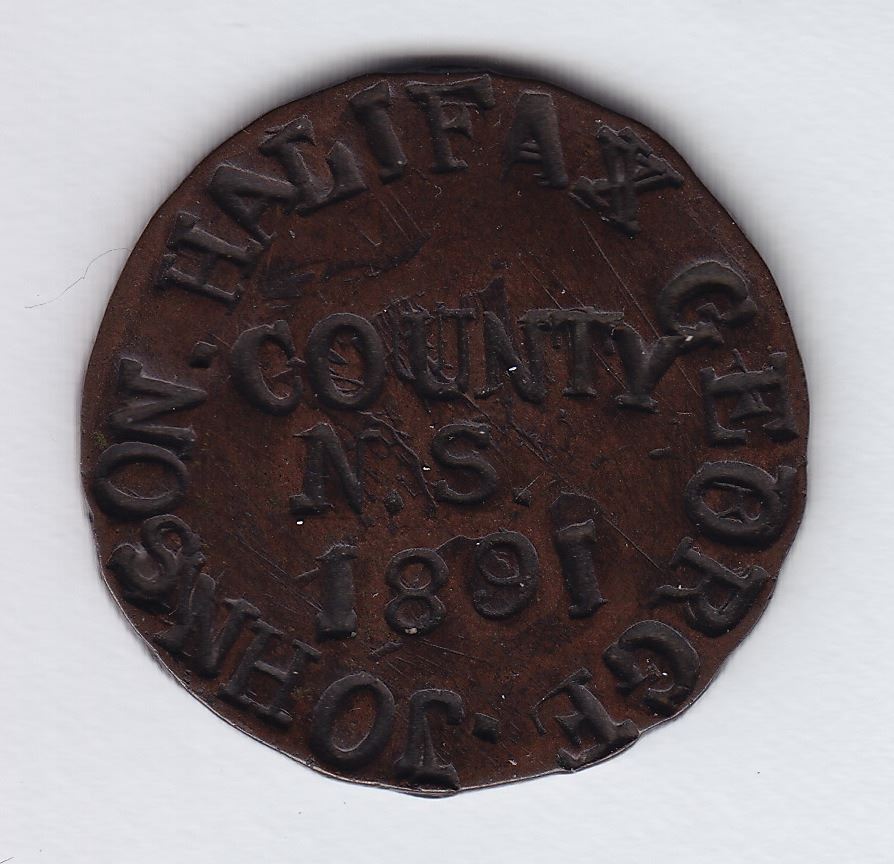 HALIFAX GEORGE · JOHNSON ·
COUNTY
N.S.
1891